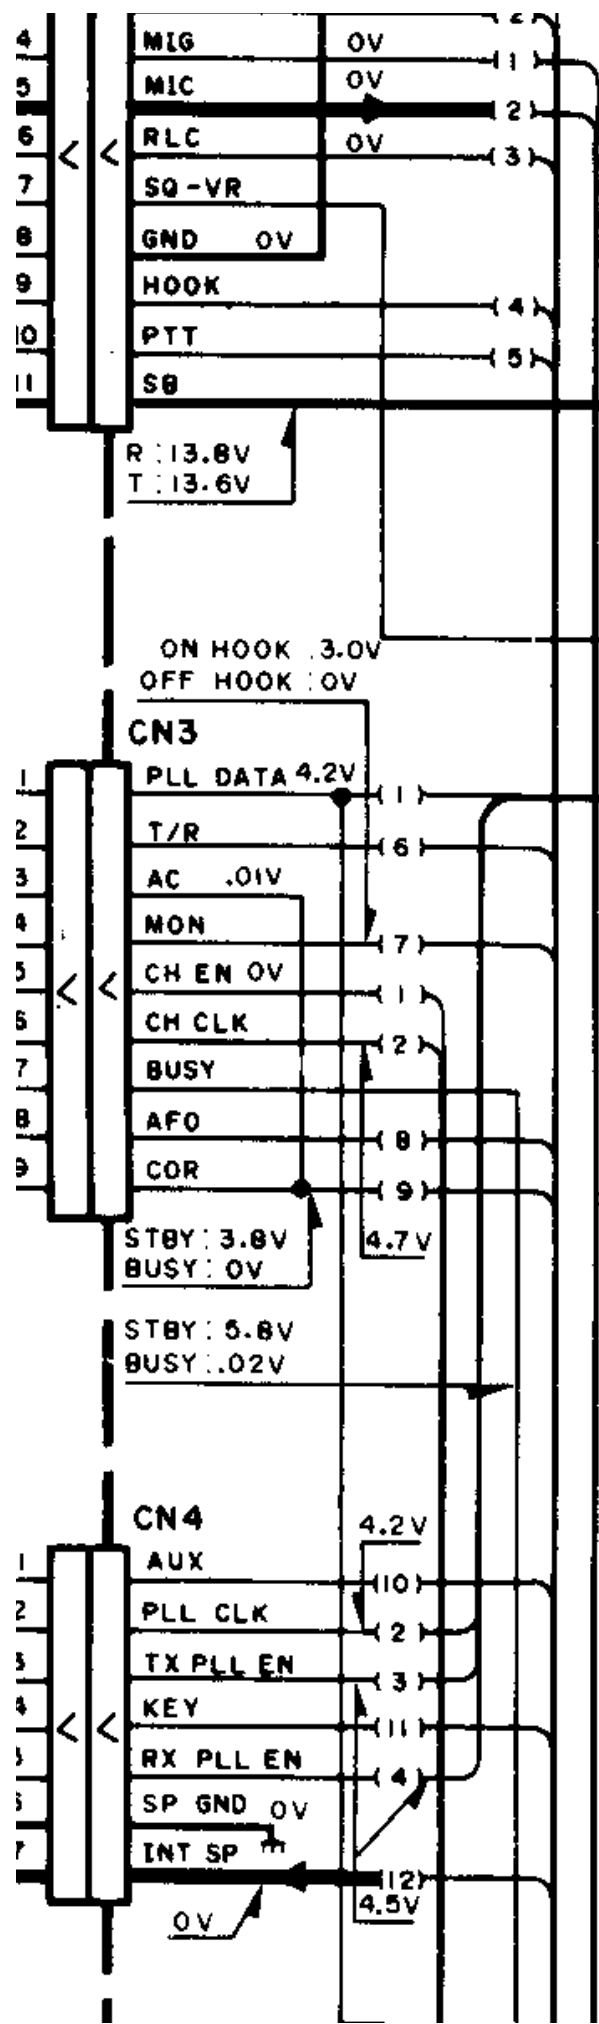 2
4 MIG 0V 1
5 MIC 0V 2
6 RLC 0V 3
7 SQ-VR
8 GND 0V
9 HOOK 4
10 PTT 5
11 SB
R : 13.8V
T : 13.6V
ON HOOK : 3.0V
OFF HOOK : 0V
CN3
1 PLL DATA 4.2V 1
2 T/R 6
3 AC .01V
4 MON 7
5 CH EN 0V 1
6 CH CLK 2
7 BUSY
8 AFO 8
9 COR 9
STBY : 3.8V 4.7V
BUSY : 0V
STBY : 5.8V
BUSY : .02V
CN4
4.2V
1 AUX 10
2 PLL CLK 2
3 TX PLL EN 3
4 KEY 11
5 RX PLL EN 4
6 SP GND 0V
7 INT SP 12
4.5V
0V